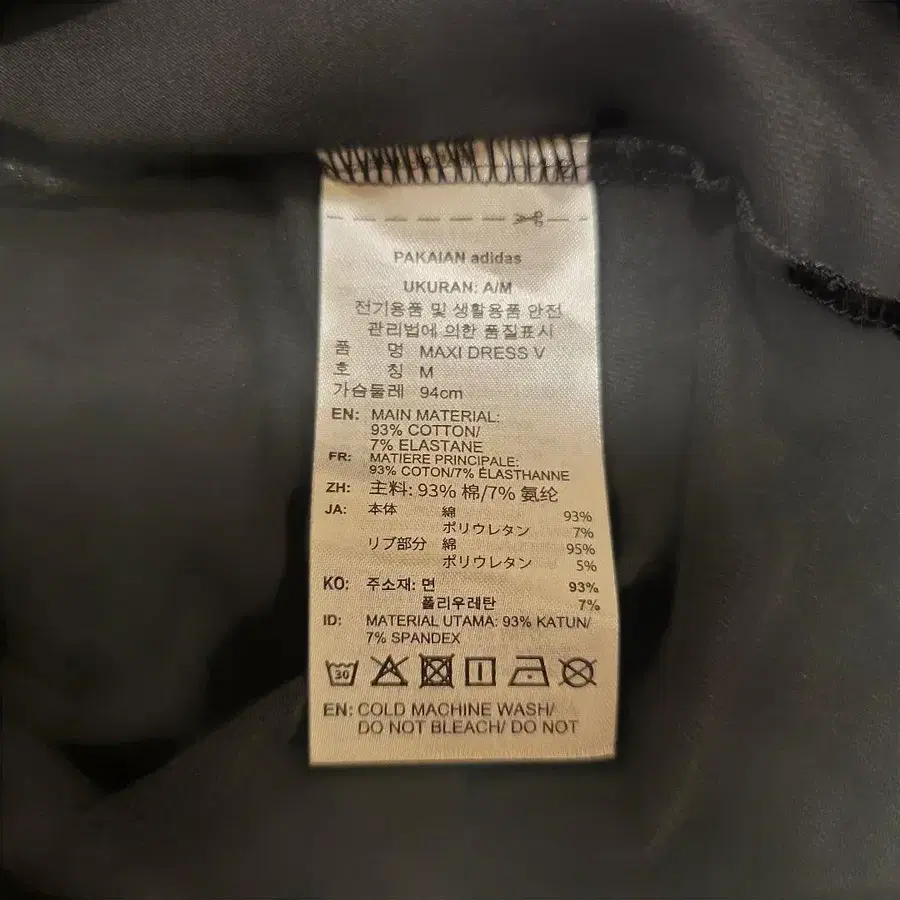 PAKAIAN adidas
UKURAN: A/M
전기용품 및 생활용품 안전
관리법에 의한 품질표시
품 명 MAXI DRESS V
호 칭 M
가슴둘레 94cm
EN: MAIN MATERIAL:
93% COTTON/
7% ELASTANE
FR: MATIERE PRINCIPALE:
93% COTON/7% ÉLASTHANNE
ZH: 主料: 93% 棉/7% 氨纶
JA: 本体 綿 93%
ポリウレタン 7%
リブ部分 綿 95%
ポリウレタン 5%
KO: 주소재: 면 93%
폴리우레탄 7%
ID: MATERIAL UTAMA: 93% KATUN/
7% SPANDEX
30
EN: COLD MACHINE WASH/
DO NOT BLEACH/ DO NOT